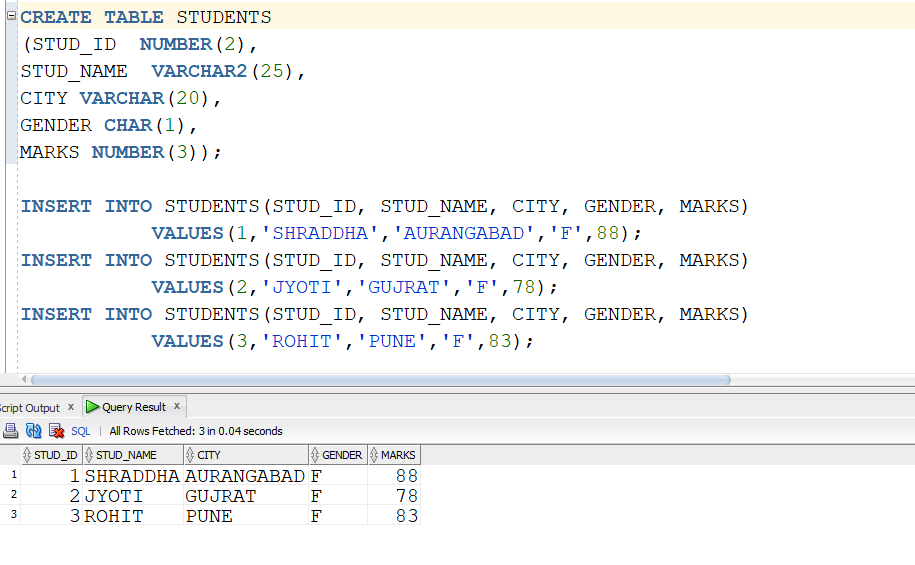 CREATE TABLE STUDENTS
(STUD_ID  NUMBER(2),
STUD_NAME  VARCHAR2(25),
CITY VARCHAR(20),
GENDER CHAR(1),
MARKS NUMBER(3));
INSERT INTO STUDENTS(STUD_ID, STUD_NAME, CITY, GENDER, MARKS)
VALUES(1,'SHRADDHA','AURANGABAD','F',88);
INSERT INTO STUDENTS(STUD_ID, STUD_NAME, CITY, GENDER, MARKS)
VALUES(2,'JYOTI','GUJRAT','F',78);
INSERT INTO STUDENTS(STUD_ID, STUD_NAME, CITY, GENDER, MARKS)
VALUES(3,'ROHIT','PUNE','F',83);
cript Output x Query Result x
SQL | All Rows Fetched: 3 in 0.04 seconds
STUD_ID STUD_NAME CITY GENDER MARKS
1 1 SHRADDHA AURANGABAD F 88
2 2 JYOTI GUJRAT F 78
3 3 ROHIT PUNE F 83